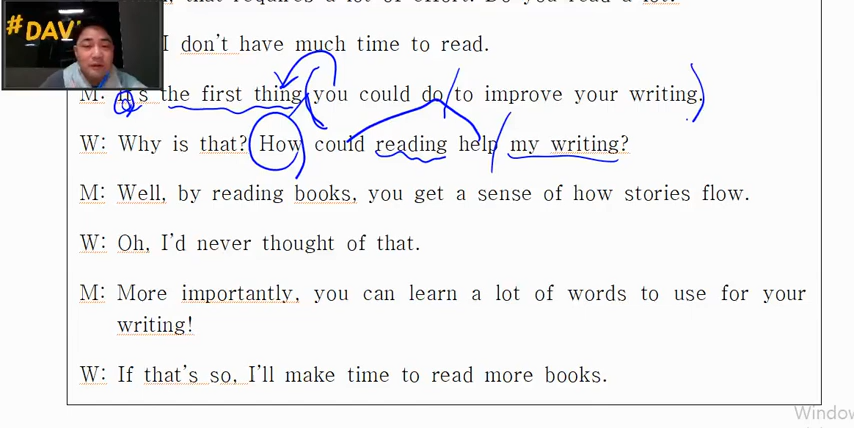 #DAV
I don't have much time to read.
M: It's the first thing you could do to improve your writing.
W: Why is that? How could reading help my writing?
M: Well, by reading books, you get a sense of how stories flow.
W: Oh, I'd never thought of that.
M: More importantly, you can learn a lot of words to use for your
writing!
W: If that's so, I'll make time to read more books.
Window